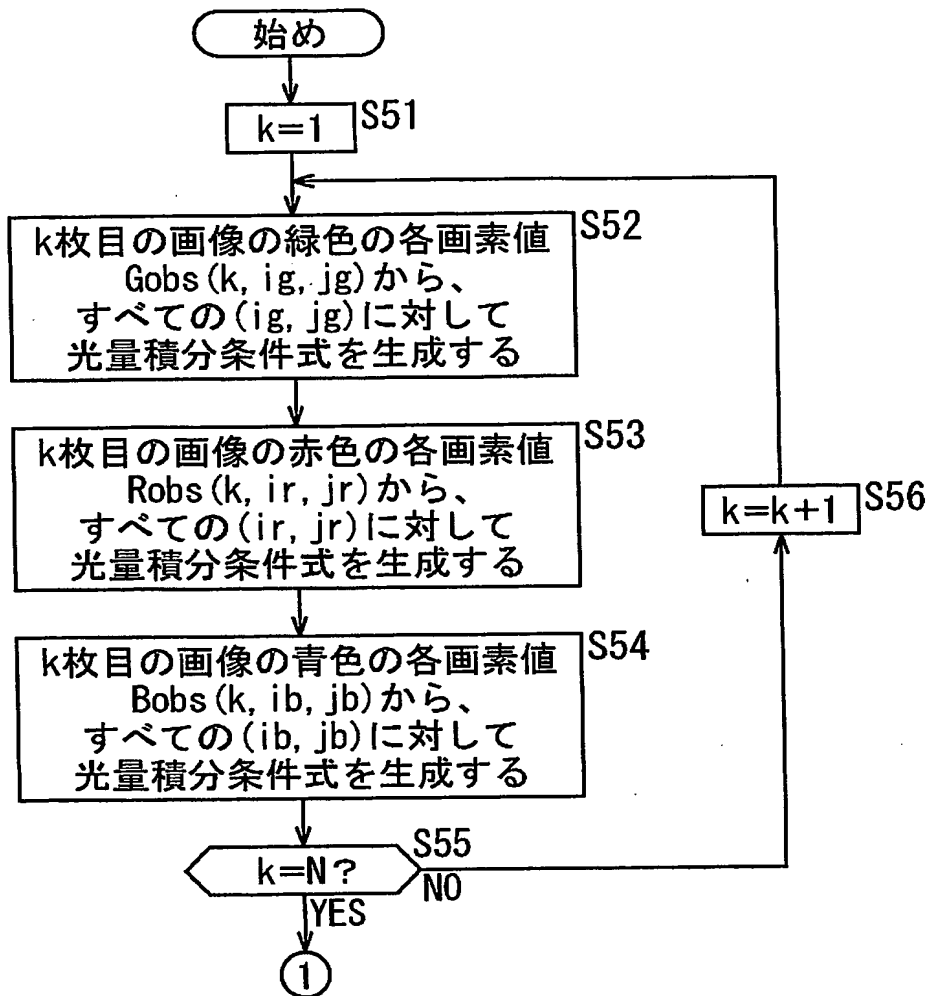 始め
k=1
S51
k枚目の画像の緑色の各画素値
Gobs(k, ig, jg)から、
すべての(ig, jg)に対して
光量積分条件式を生成する
S52
k枚目の画像の赤色の各画素値
Robs(k, ir, jr)から、
すべての(ir, jr)に対して
光量積分条件式を生成する
S53
k=k+1
S56
k枚目の画像の青色の各画素値
Bobs(k, ib, jb)から、
すべての(ib, jb)に対して
光量積分条件式を生成する
S54
k=N?
S55
NO
YES
1